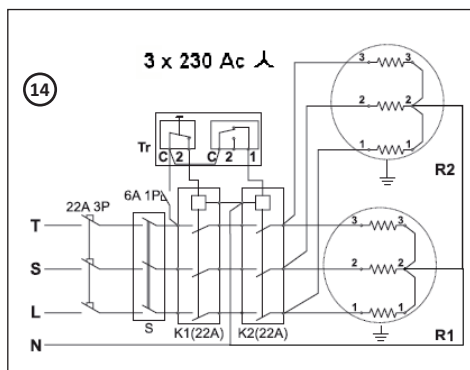 3 x 230 Ac
14
Tr
C 2 C 2 1
22A 3P
6A 1P
T
S
L
N
S
K1(22A)
K2(22A)
3 3
2 2
1 1
R2
3 3
2 2
1 1
R1